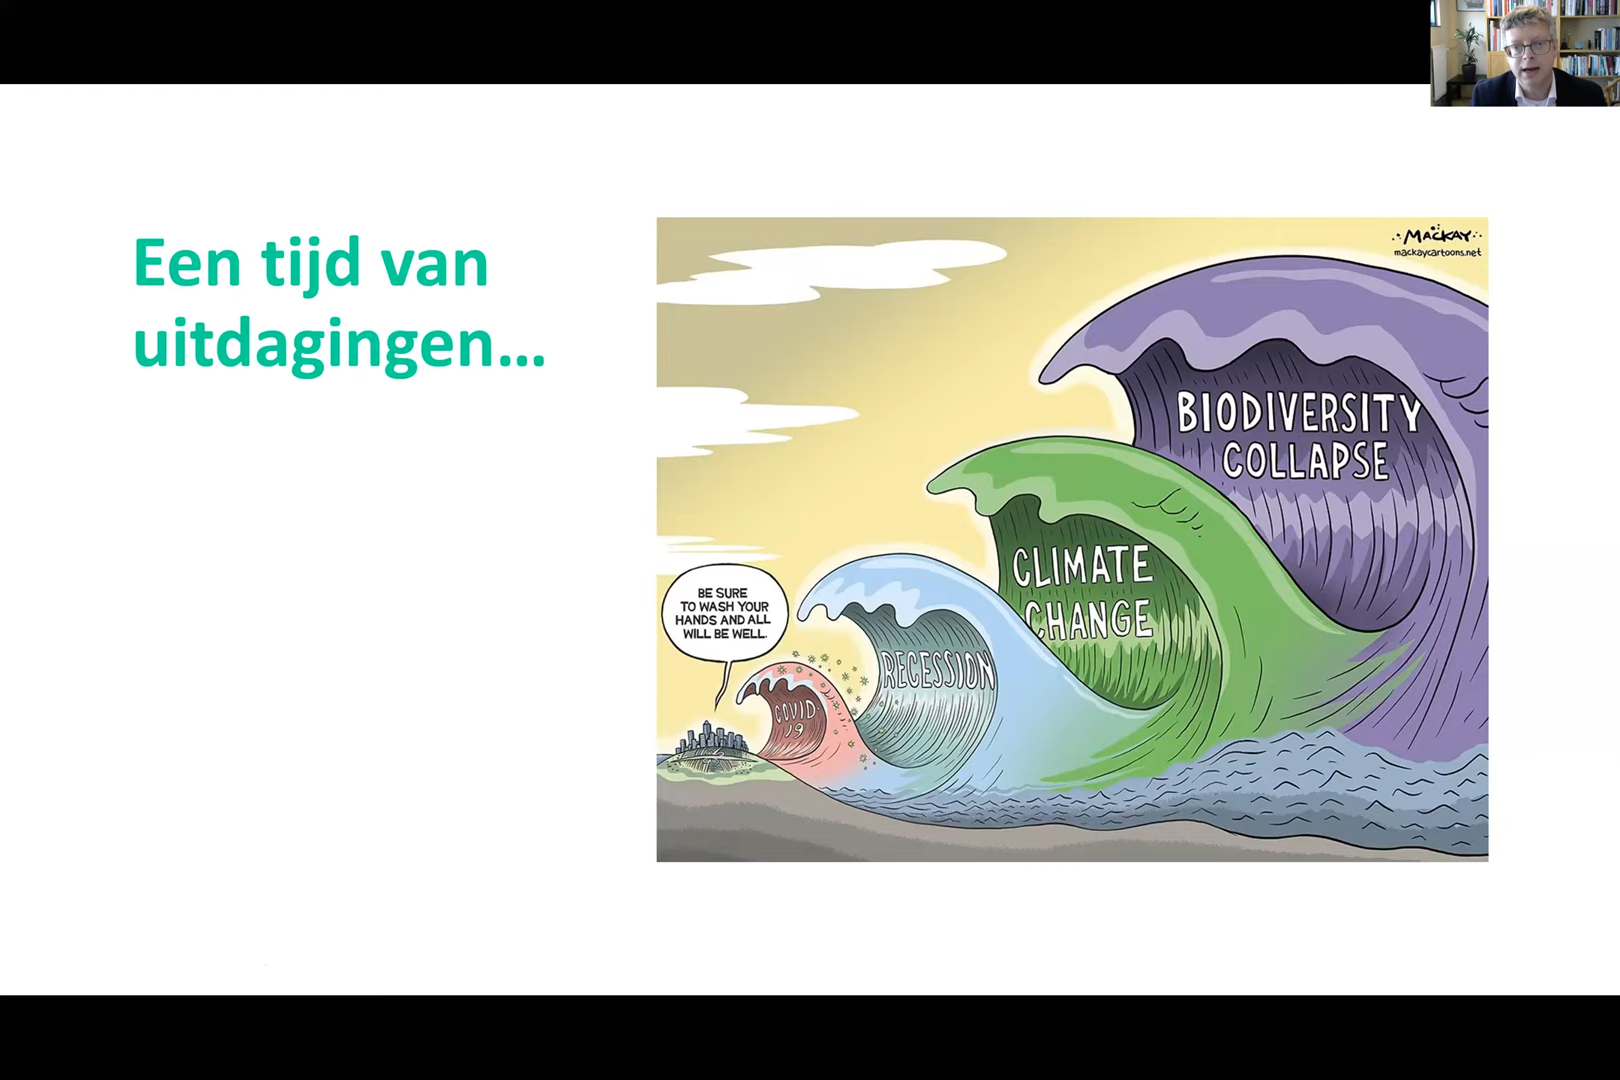 Een tijd van
uitdagingen...
MACKAY
mackaycartoons.net
BIODIVERSITY
COLLAPSE
CLIMATE
CHANGE
BE SURE
TO WASH YOUR
HANDS AND ALL
WILL BE WELL.
RECESSION
COVID-
19